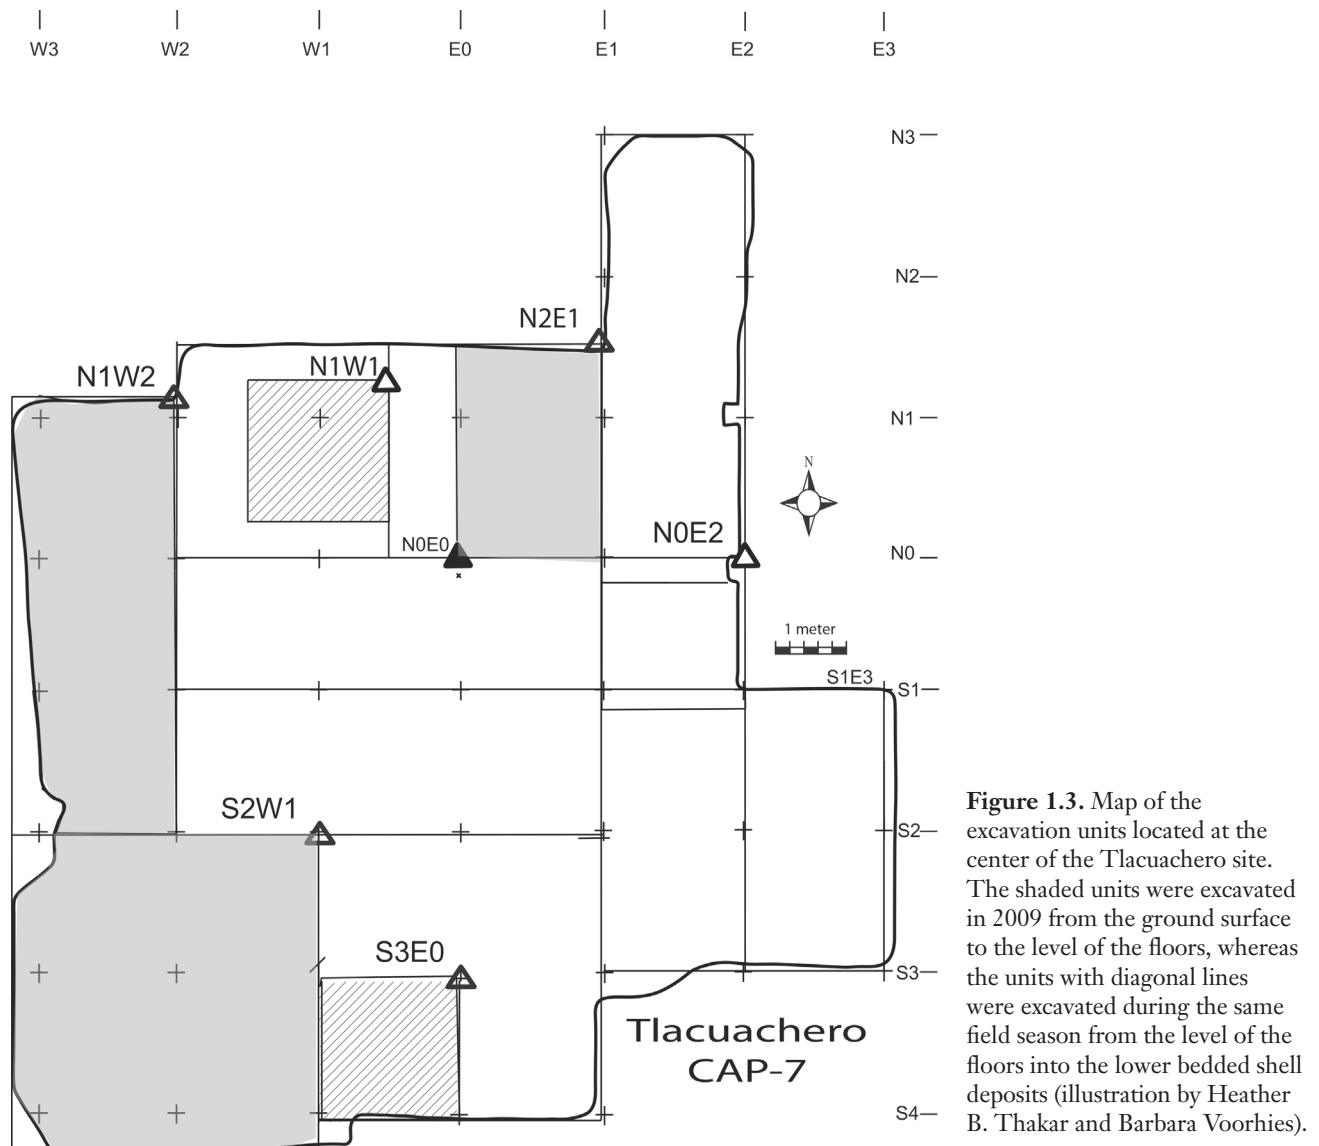 W3 W2 W1 E0 E1 E2 E3
N3
N2
N2E1
N1W1
N1W2
N1
N
N0E2
N0E0
N0
1 meter
S1E3
S1
S2W1
S2
S3E0
S3
Tlacuachero
CAP-7
S4
Figure 1.3. Map of the
excavation units located at the
center of the Tlacuachero site.
The shaded units were excavated
in 2009 from the ground surface
to the level of the floors, whereas
the units with diagonal lines
were excavated during the same
field season from the level of the
floors into the lower bedded shell
deposits (illustration by Heather
B. Thakar and Barbara Voorhies).